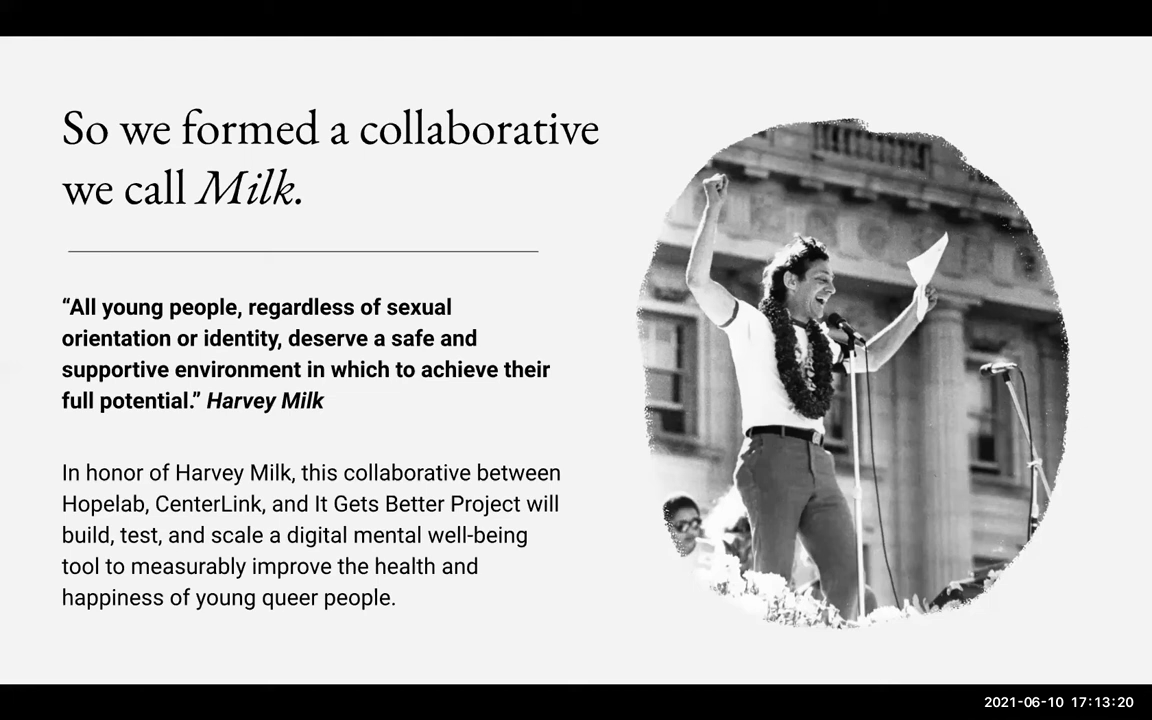 So we formed a collaborative
we call Milk.
“All young people, regardless of sexual
orientation or identity, deserve a safe and
supportive environment in which to achieve their
full potential.” Harvey Milk
In honor of Harvey Milk, this collaborative between
Hopelab, CenterLink, and It Gets Better Project will
build, test, and scale a digital mental well-being
tool to measurably improve the health and
happiness of young queer people.
2021-06-10 17:13:20